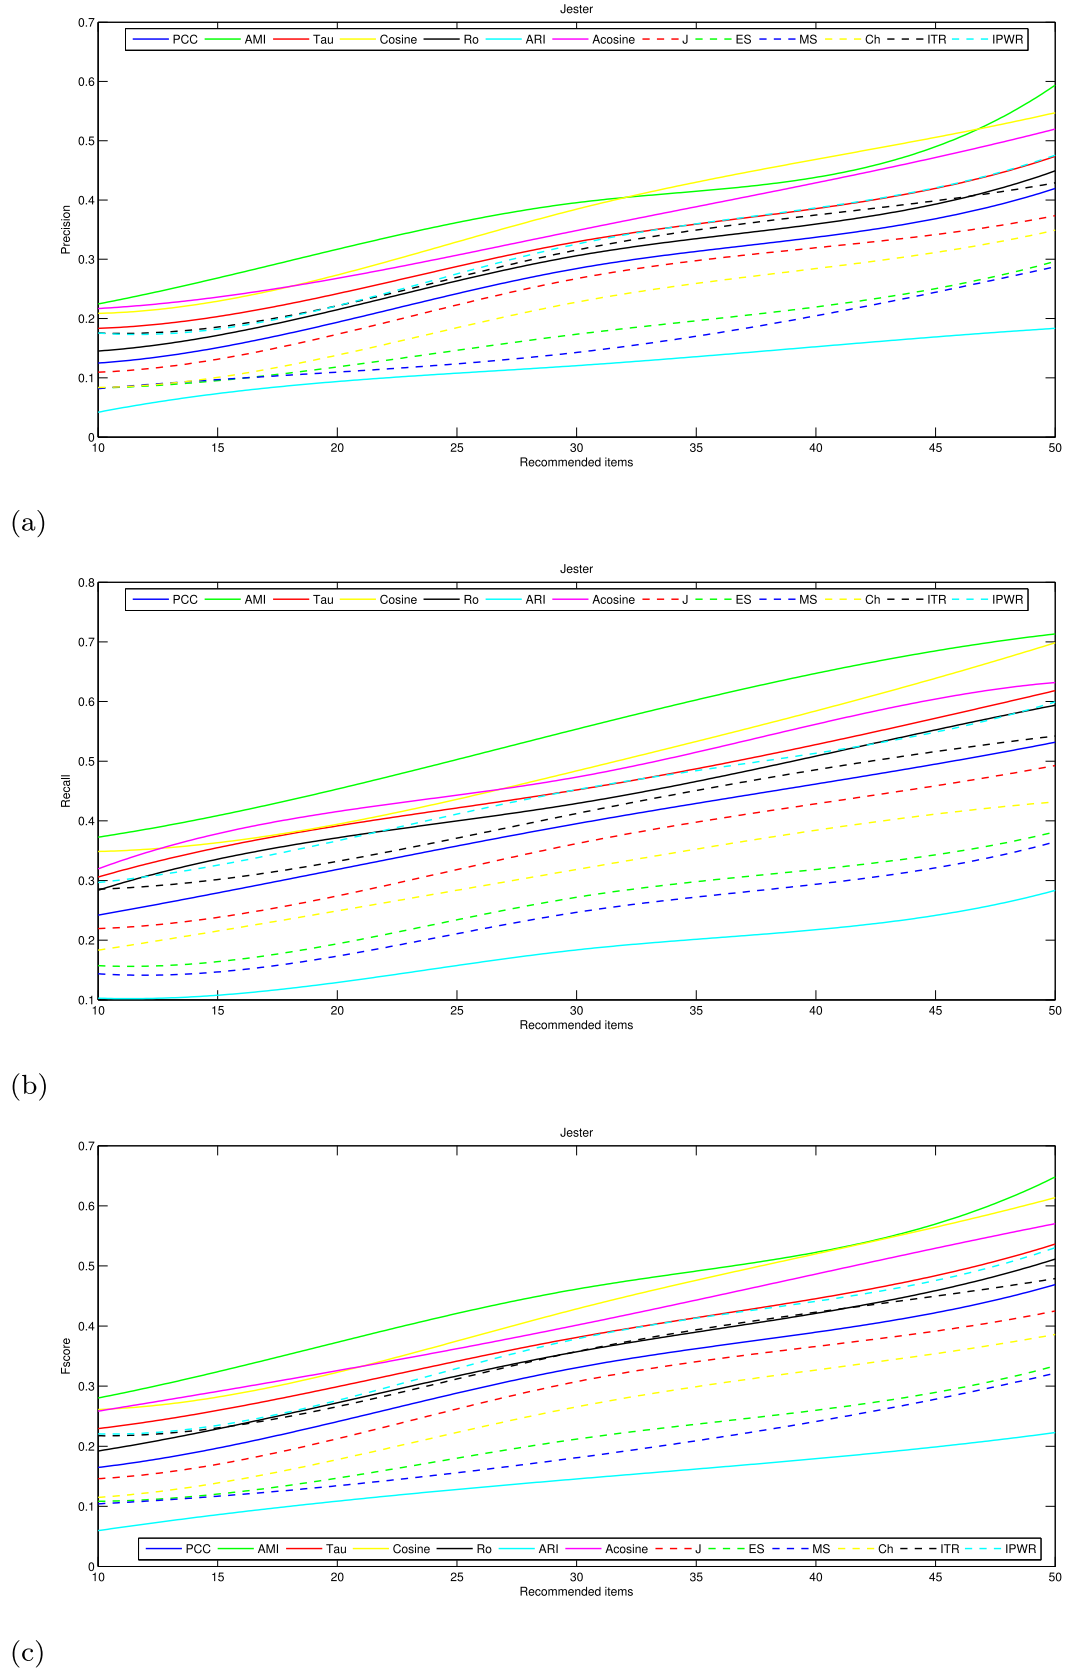 Jester
0.7
PCC AMI Tau Cosine Ro ARI Acosine J ES MS Ch ITR IPWR
0.6
0.5
0.4
0.3
0.2
0.1
0
Precision
10 15 20 25 30 35 40 45 50
Recommended items
(a)
Jester
0.8
PCC AMI Tau Cosine Ro ARI Acosine J ES MS Ch ITR IPWR
0.7
0.6
0.5
0.4
0.3
0.2
0.1
Recall
10 15 20 25 30 35 40 45 50
Recommended items
(b)
Jester
0.7
0.6
0.5
0.4
0.3
0.2
0.1
0
Fscore
PCC AMI Tau Cosine Ro ARI Acosine J ES MS Ch ITR IPWR
10 15 20 25 30 35 40 45 50
Recommended items
(c)